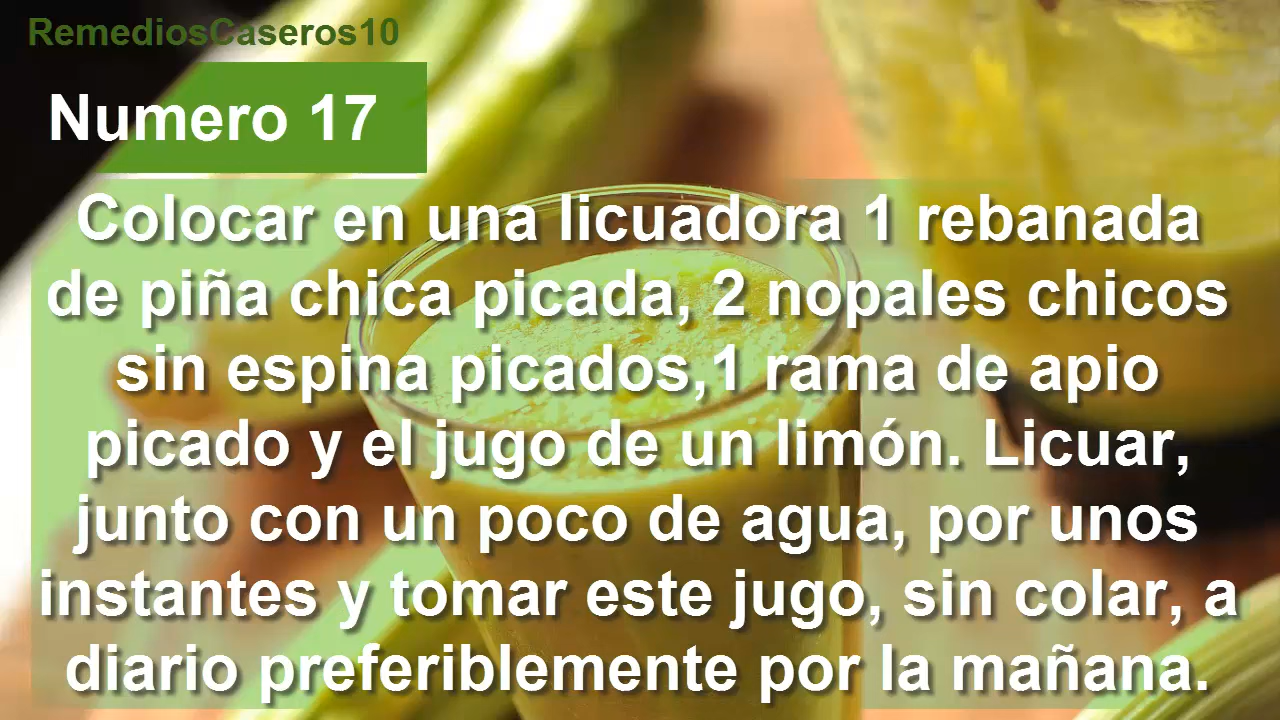 RemediosCaseros10
Numero 17
Colocar en una licuadora 1 rebanada
de piña chica picada, 2 nopales chicos
sin espina picados,1 rama de apio
picado y el jugo de un limón. Licuar,
junto con un poco de agua, por unos
instantes y tomar este jugo, sin colar, a
diario preferiblemente por la mañana.